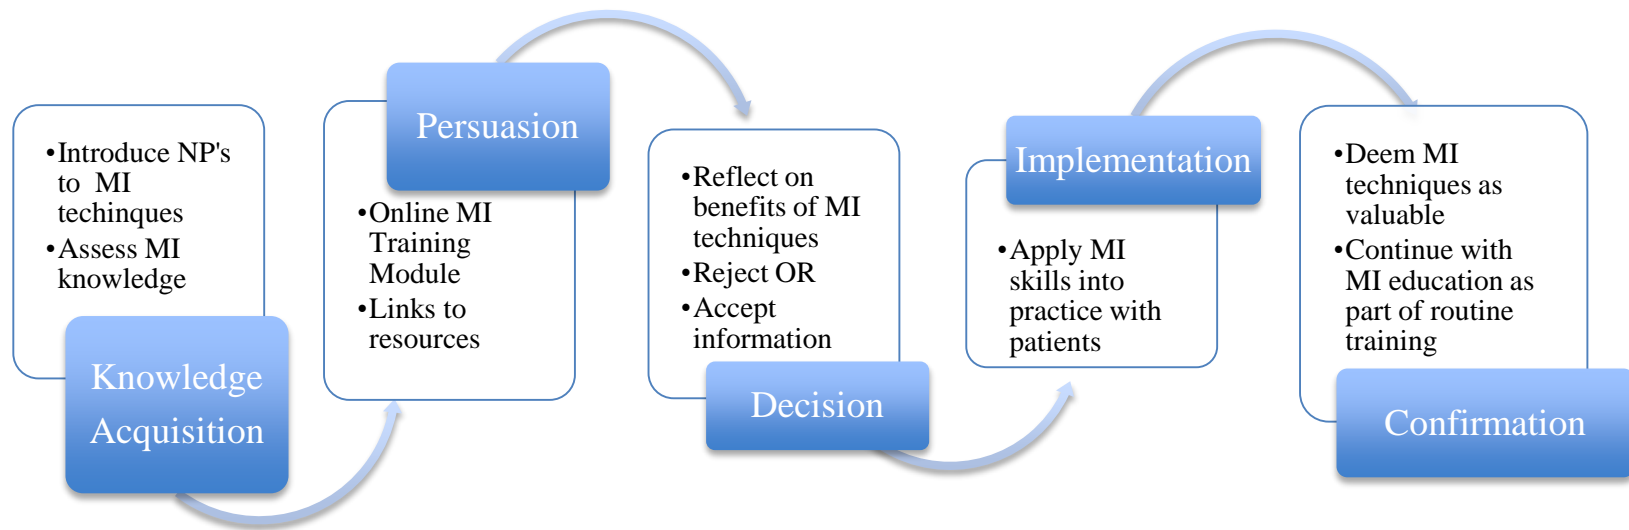 •Introduce NP's
to MI
techinques
•Assess MI
knowledge
Knowledge
Acquisition
Persuasion
•Online MI
Training
Module
•Links to
resources
•Reflect on
benefits of MI
techniques
•Reject OR
•Accept
information
Decision
Implementation
•Apply MI
skills into
practice with
patients
•Deem MI
techniques as
valuable
•Continue with
MI education as
part of routine
training
Confirmation